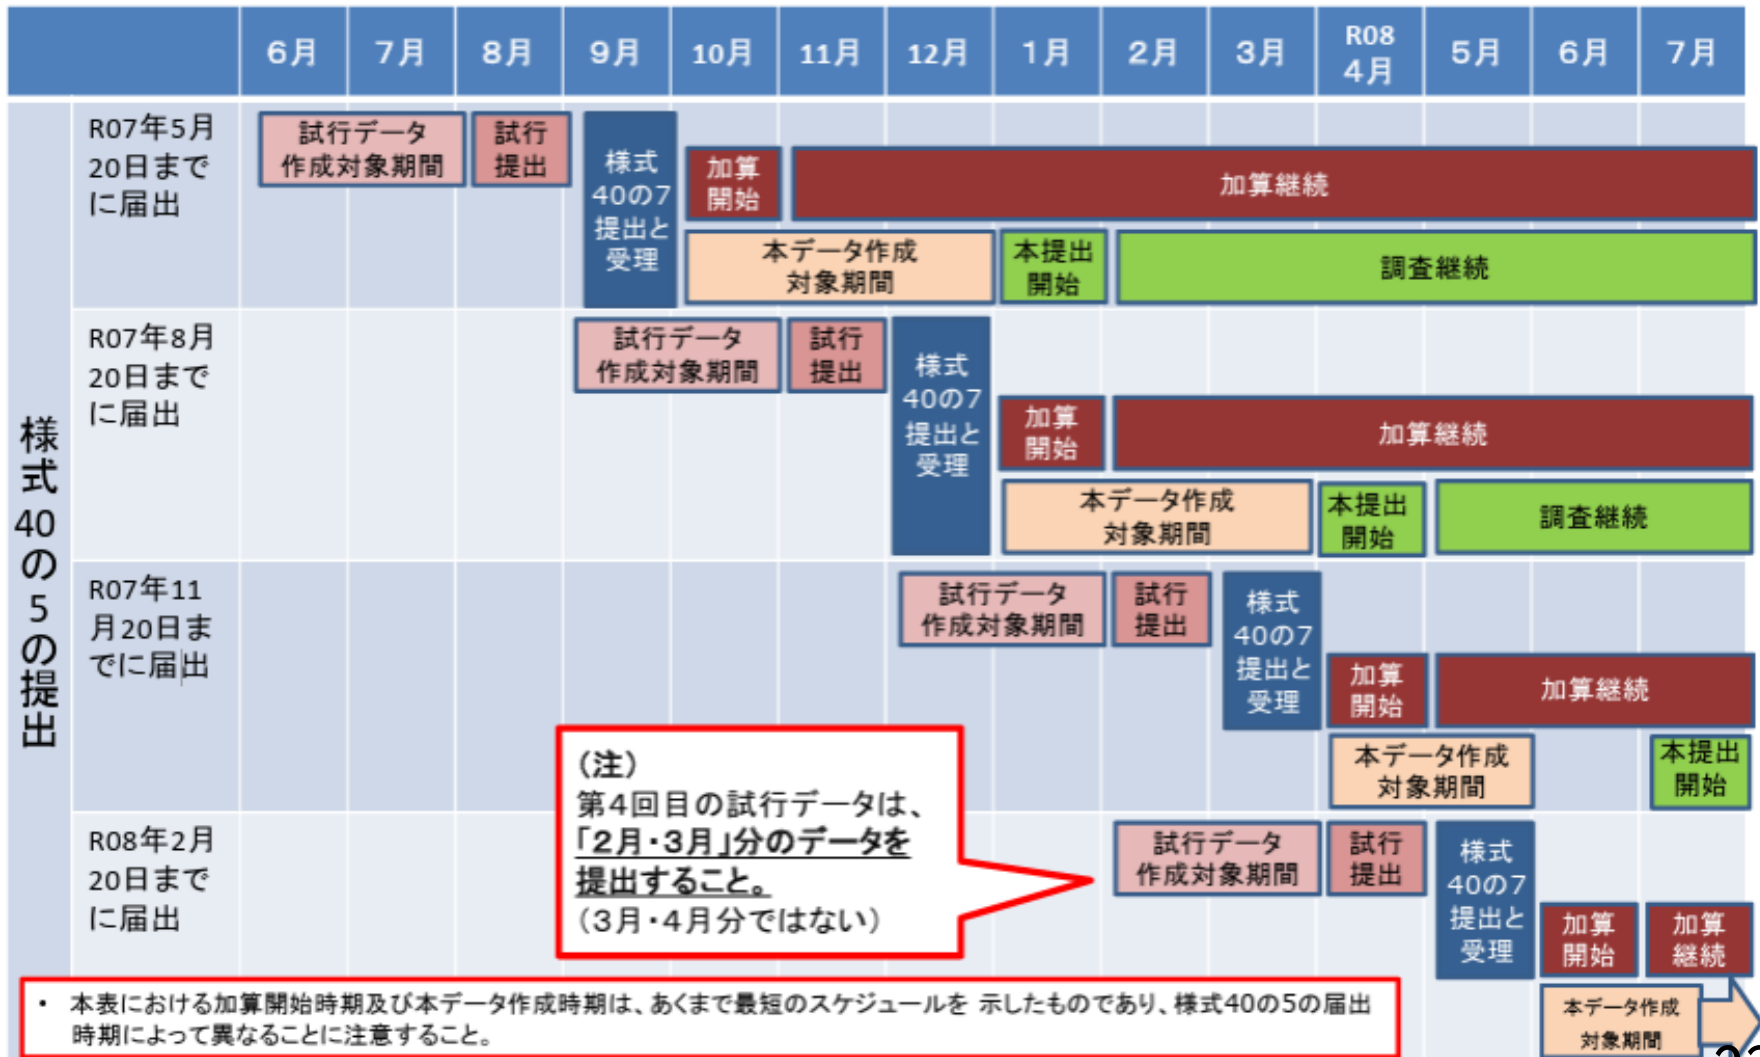 6月 7月 8月 9月 10月 11月 12月 1月 2月 3月 R08 4月 5月 6月 7月
様式40の5の提出
R07年5月
20日まで
に届出
試行データ
作成対象期間
試行
提出
様式
40の7
提出と
受理
加算
開始
加算継続
本データ作成
対象期間
本提出
開始
調査継続
R07年8月
20日まで
に届出
試行データ
作成対象期間
試行
提出
様式
40の7
提出と
受理
加算
開始
加算継続
本データ作成
対象期間
本提出
開始
調査継続
R07年11
月20日ま
でに届出
試行データ
作成対象期間
試行
提出
様式
40の7
提出と
受理
加算
開始
加算継続
本データ作成
対象期間
本提出
開始
R08年2月
20日まで
に届出
(注)
第4回目の試行データは、
「2月・3月」分のデータを
提出すること。
(3月・4月分ではない)
試行データ
作成対象期間
試行
提出
様式
40の7
提出と
受理
加算
開始
加算
継続
本データ作成
対象期間
・ 本表における加算開始時期及び本データ作成時期は、あくまで最短のスケジュールを 示したものであり、様式40の5の届出
時期によって異なることに注意すること。